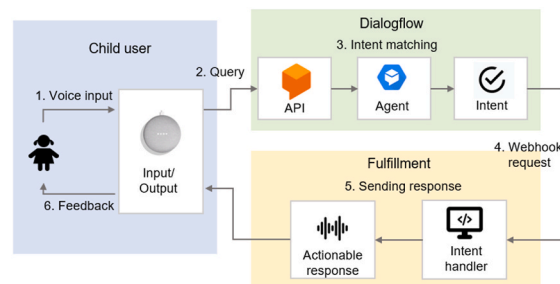 Child user
1. Voice input
Input/
Output
6. Feedback
2. Query
Dialogflow
3. Intent matching
API
Agent
Intent
4. Webhook
request
Fulfillment
5. Sending response
Actionable
response
</>
Intent
handler